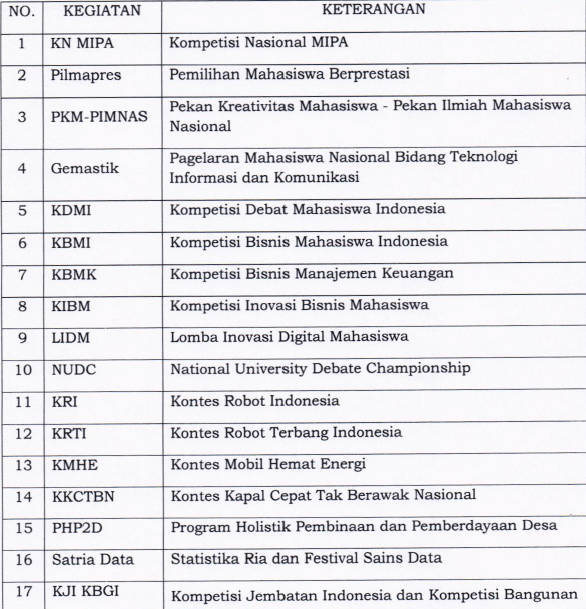 NO. KEGIATAN KETERANGAN
1 KN MIPA Kompetisi Nasional MIPA
2 Pilmapres Pemilihan Mahasiswa Berprestasi
3 PKM-PIMNAS Pekan Kreativitas Mahasiswa - Pekan Ilmiah Mahasiswa
Nasional
4 Gemastik Pagelaran Mahasiswa Nasional Bidang Teknologi
Informasi dan Komunikasi
5 KDMI Kompetisi Debat Mahasiswa Indonesia
6 KBMI Kompetisi Bisnis Mahasiswa Indonesia
7 KBMK Kompetisi Bisnis Manajemen Keuangan
8 KIBM Kompetisi Inovasi Bisnis Mahasiswa
9 LIDM Lomba Inovasi Digital Mahasiswa
10 NUDC National University Debate Championship
11 KRI Kontes Robot Indonesia
12 KRTI Kontes Robot Terbang Indonesia
13 KMHE Kontes Mobil Hemat Energi
14 KKCTBN Kontes Kapal Cepat Tak Berawak Nasional
15 PHP2D Program Holistik Pembinaan dan Pemberdayaan Desa
16 Satria Data Statistika Ria dan Festival Sains Data
17 KJI KBGI Kompetisi Jembatan Indonesia dan Kompetisi Bangunan